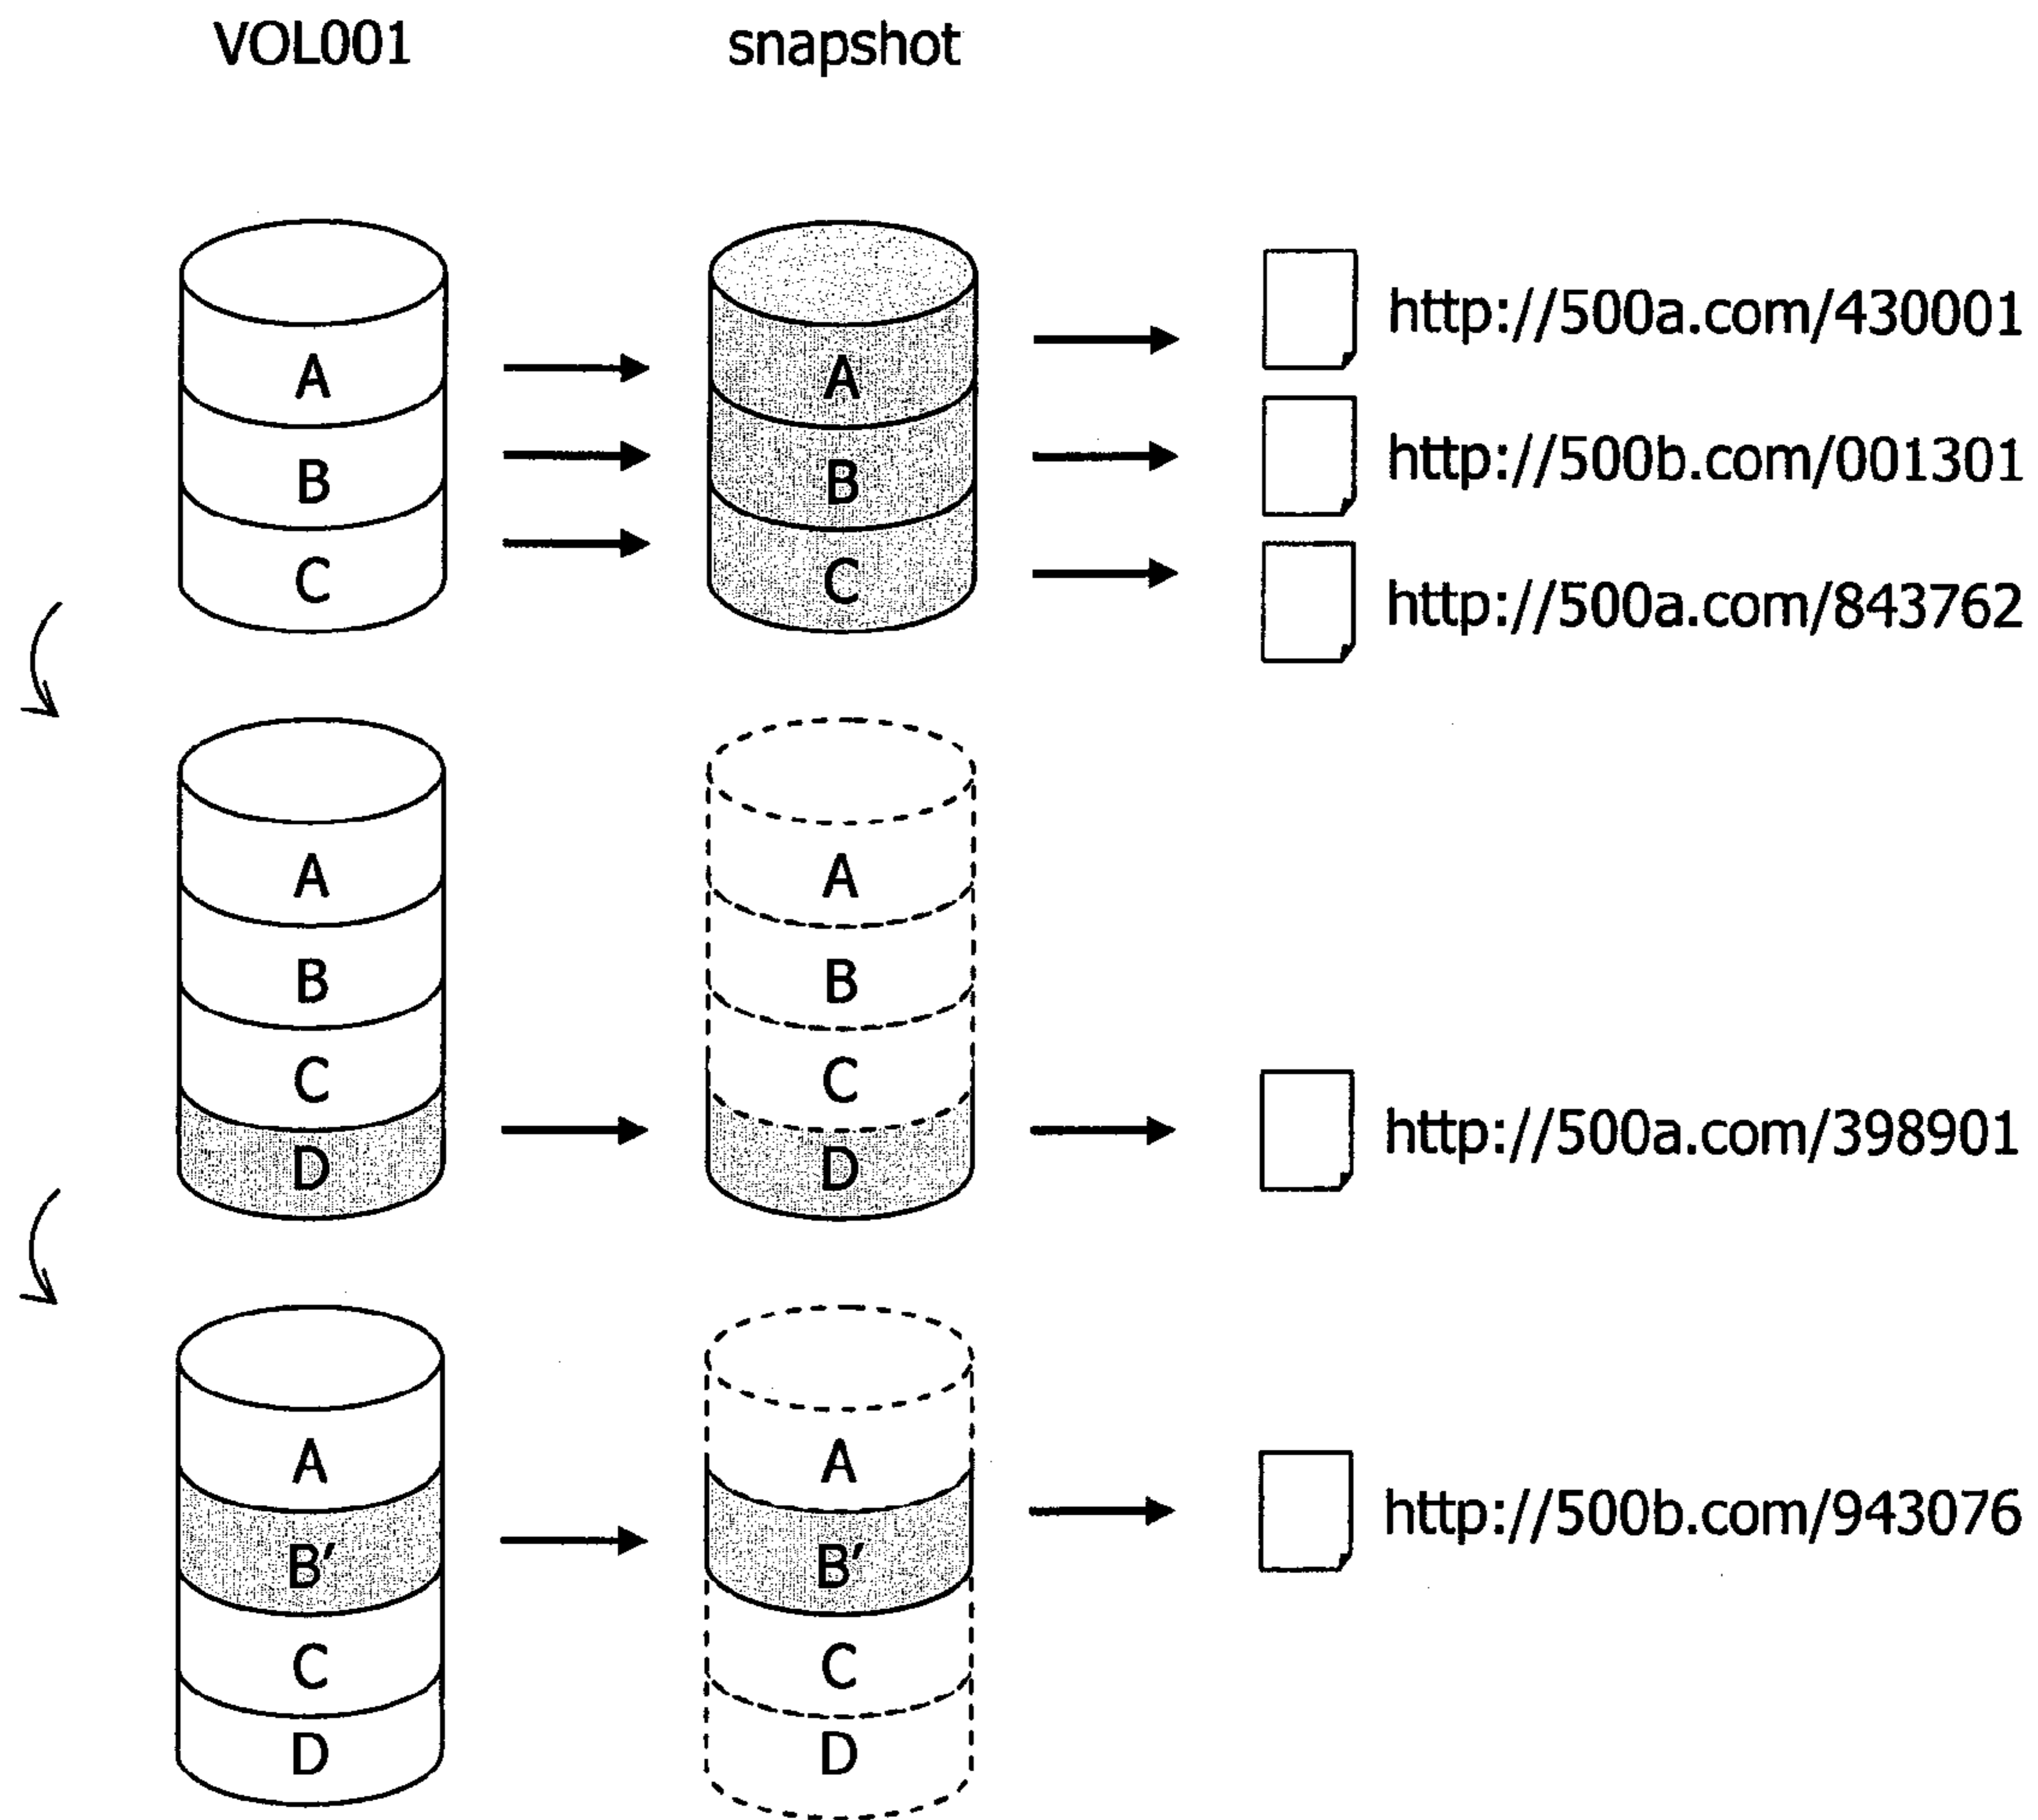 VOL001 snapshot
A A http://500a.com/430001
B B http://500b.com/001301
C C http://500a.com/843762
A A
B B
C C
D D http://500a.com/398901
A A
B' B' http://500b.com/943076
C C
D D